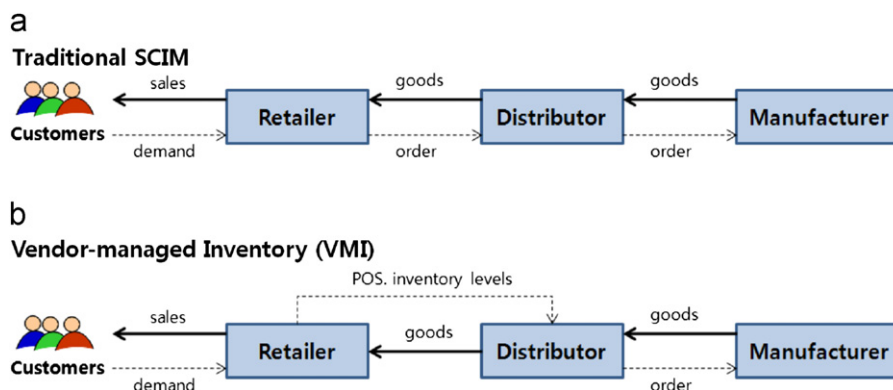 a
Traditional SCIM
sales
goods
goods
Retailer
Distributor
Manufacturer
Customers
demand
order
order
b
Vendor-managed Inventory (VMI)
POS. inventory levels
sales
goods
goods
Retailer
Distributor
Manufacturer
Customers
demand
order